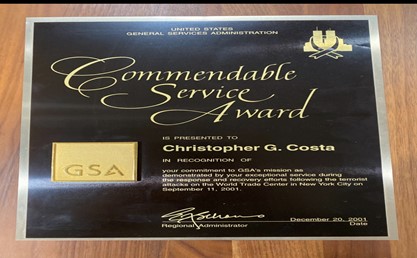 UNITED STATES
GENERAL SERVICES ADMINISTRATION
Commendable
Service
Award
IS PRESENTED TO
Christopher G. Costa
IN RECOGNITION OF
your commitment to GSA's mission as
demonstrated by your exceptional service during
the response and recovery efforts following the terrorist
attacks on the World Trade Center in New York City on
September 11, 2001.
GSA
December 20, 2001
Regional Administrator
Date